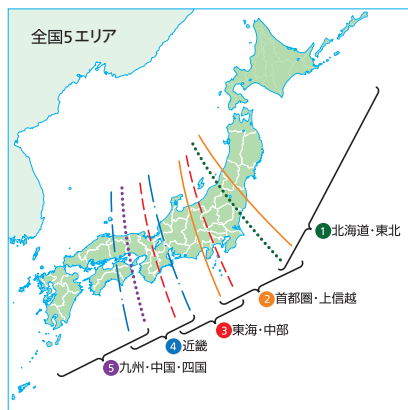 全国5エリア
1北海道・東北
2首都圏・上信越
3東海・中部
4近畿
5九州・中国・四国